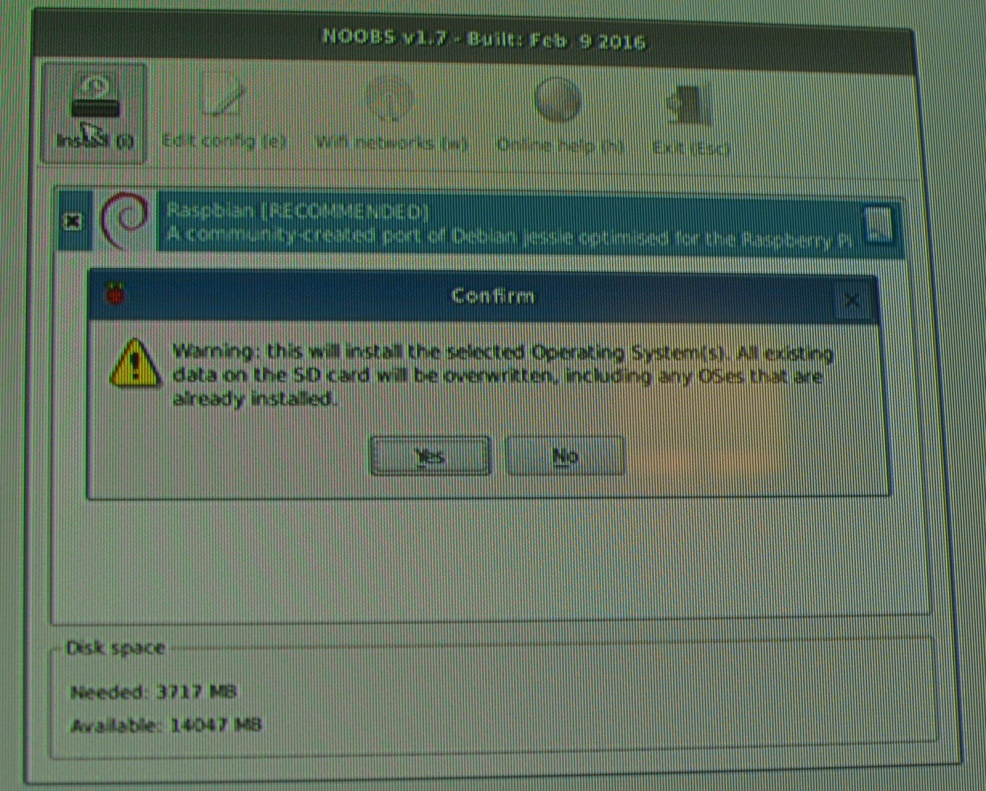 NOOBS v1.7 - Built: Feb 9 2016
Install (i)
Edit config (e)
Wifi networks (w)
Online help (h)
Exit (Esc)
Raspbian [RECOMMENDED]
A community-created port of Debian jessie optimised for the Raspberry Pi
Confirm
Warning: this will install the selected Operating System(s). All existing
data on the SD card will be overwritten, including any OSes that are
already installed.
Yes
No
Disk space
Needed: 3717 MB
Available: 14047 MB